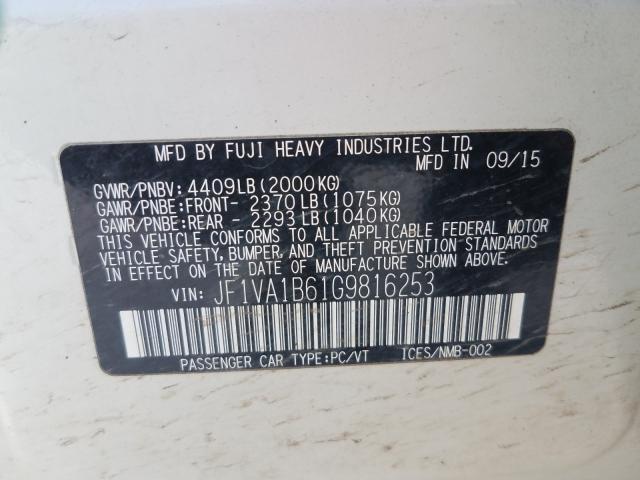 MFD BY FUJI HEAVY INDUSTRIES LTD.
MFD IN 09/15
GVWR/PNBV: 4409LB(2000KG)
GAWR/PNBE:FRONT- 2370LB(1075KG)
GAWR/PNBE:REAR - 2293LB(1040KG)
THIS VEHICLE CONFORMS TO ALL APPLICABLE FEDERAL MOTOR
VEHICLE SAFETY, BUMPER, AND THEFT PREVENTION STANDARDS
IN EFFECT ON THE DATE OF MANUFACTURE SHOWN ABOVE.
VIN: JF1VA1B61G9816253
PASSENGER CAR TYPE:PC/VT ICES/NMB-002